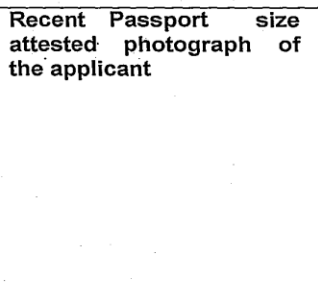 Recent Passport size
attested photograph of
the applicant